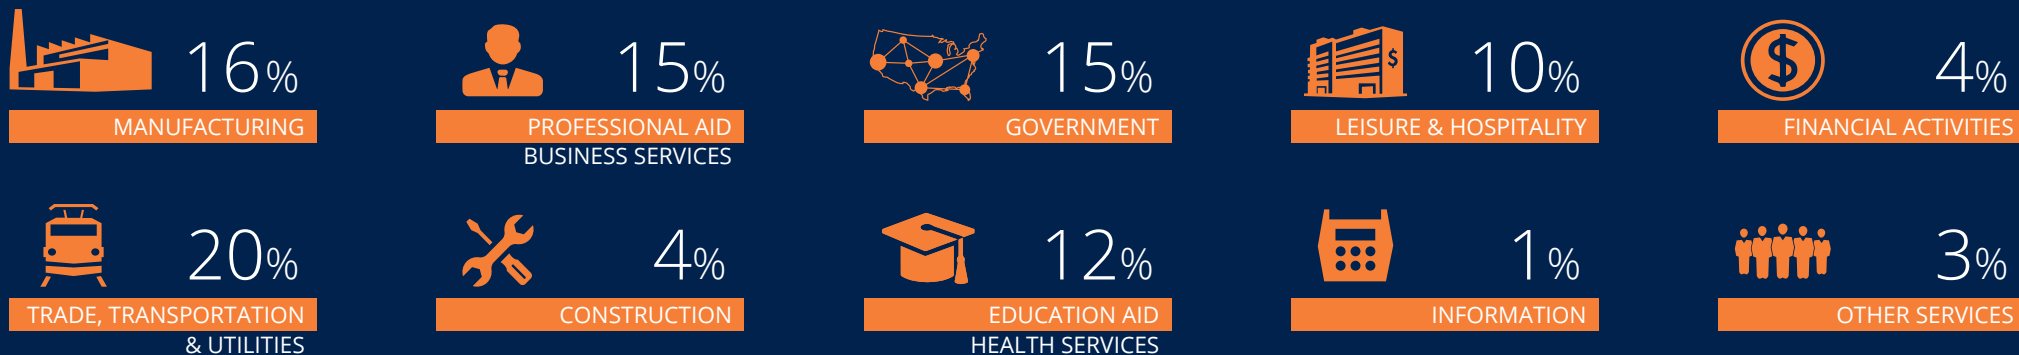 16%
MANUFACTURING
15%
PROFESSIONAL AID
BUSINESS SERVICES
15%
GOVERNMENT
10%
LEISURE & HOSPITALITY
$
4%
FINANCIAL ACTIVITIES
$
20%
TRADE, TRANSPORTATION
& UTILITIES
4%
CONSTRUCTION
12%
EDUCATION AID
HEALTH SERVICES
1%
INFORMATION
3%
OTHER SERVICES